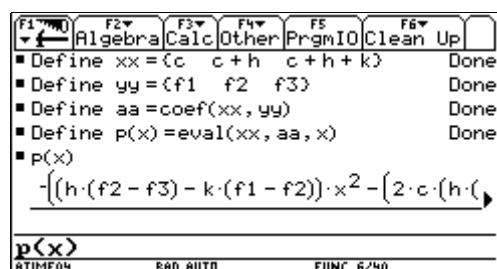 F1 F2▾ F3▾ F4▾ F5 F6▾
Algebra Calc Other PrgmIO Clean Up
▪Define xx={c c+h c+h+k} Done
▪Define yy={f1 f2 f3} Done
▪Define aa=coef(xx,yy) Done
▪Define p(x)=eval(xx,aa,x) Done
▪p(x)
-((h·(f2-f3)-k·(f1-f2))·x²-(2·c·(h·(▶
p(x)
RAD AUTO FUNC 6/40